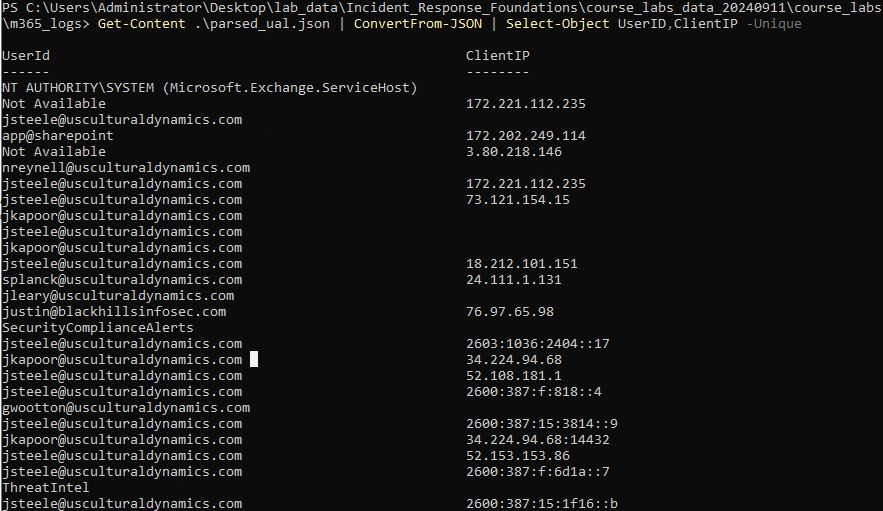 PS C:\Users\Administrator\Desktop\lab_data\Incident_Response_Foundations\course_labs_data_20240911\course_labs
\m365_logs> Get-Content .\parsed_ual.json | ConvertFrom-JSON | Select-Object UserID,ClientIP -Unique
UserId ClientIP
------ --------
NT AUTHORITY\SYSTEM (Microsoft.Exchange.ServiceHost)
Not Available 172.221.112.235
jsteele@usculturaldynamics.com
app@sharepoint 172.202.249.114
Not Available 3.80.218.146
nreynell@usculturaldynamics.com
jsteele@usculturaldynamics.com 172.221.112.235
jsteele@usculturaldynamics.com 73.121.154.15
jkapoor@usculturaldynamics.com
jsteele@usculturaldynamics.com
jkapoor@usculturaldynamics.com
jsteele@usculturaldynamics.com 18.212.101.151
splanck@usculturaldynamics.com 24.111.1.131
jleary@usculturaldynamics.com
justin@blackhillsinfosec.com 76.97.65.98
SecurityComplianceAlerts
jsteele@usculturaldynamics.com 2603:1036:2404::17
jkapoor@usculturaldynamics.com 34.224.94.68
jsteele@usculturaldynamics.com 52.108.181.1
jsteele@usculturaldynamics.com 2600:387:f:818::4
gwootton@usculturaldynamics.com
jsteele@usculturaldynamics.com 2600:387:15:3814::9
jkapoor@usculturaldynamics.com 34.224.94.68:14432
jsteele@usculturaldynamics.com 52.153.153.86
jsteele@usculturaldynamics.com 2600:387:f:6d1a::7
ThreatIntel
jsteele@usculturaldynamics.com 2600:387:15:1f16::b